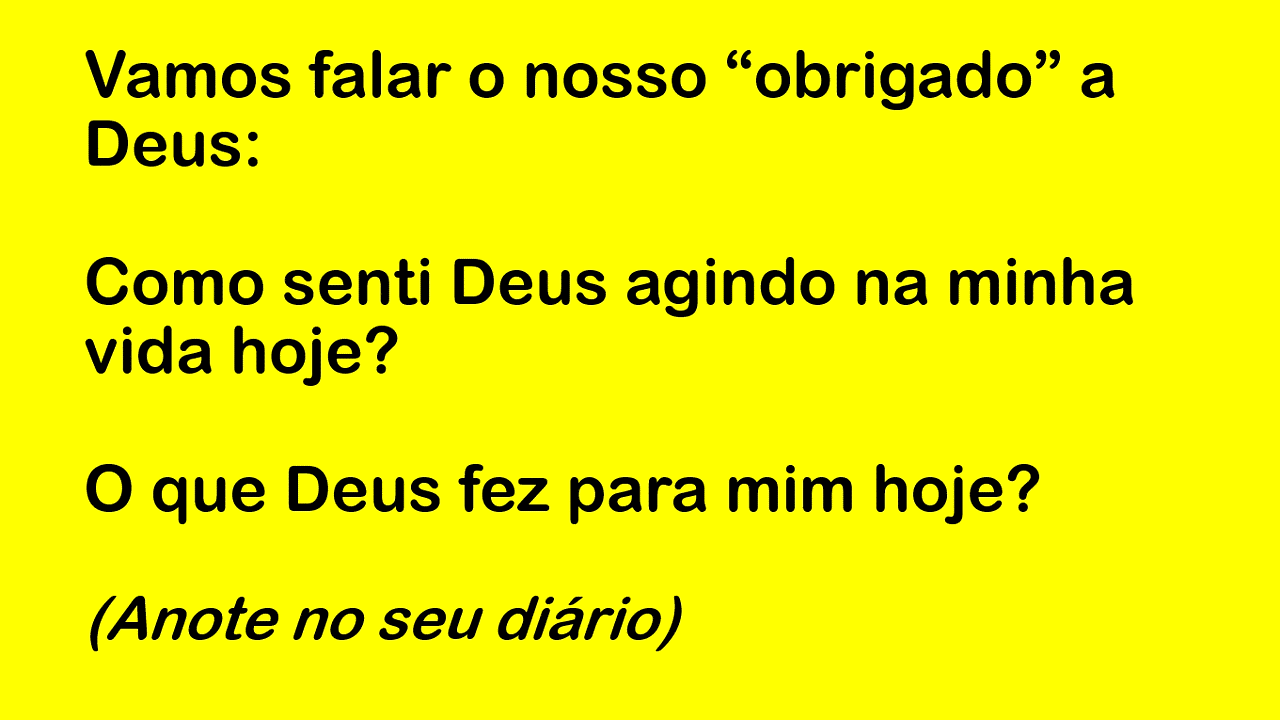 Vamos falar o nosso “obrigado” a
Deus:
Como senti Deus agindo na minha
vida hoje?
O que Deus fez para mim hoje?
(Anote no seu diário)